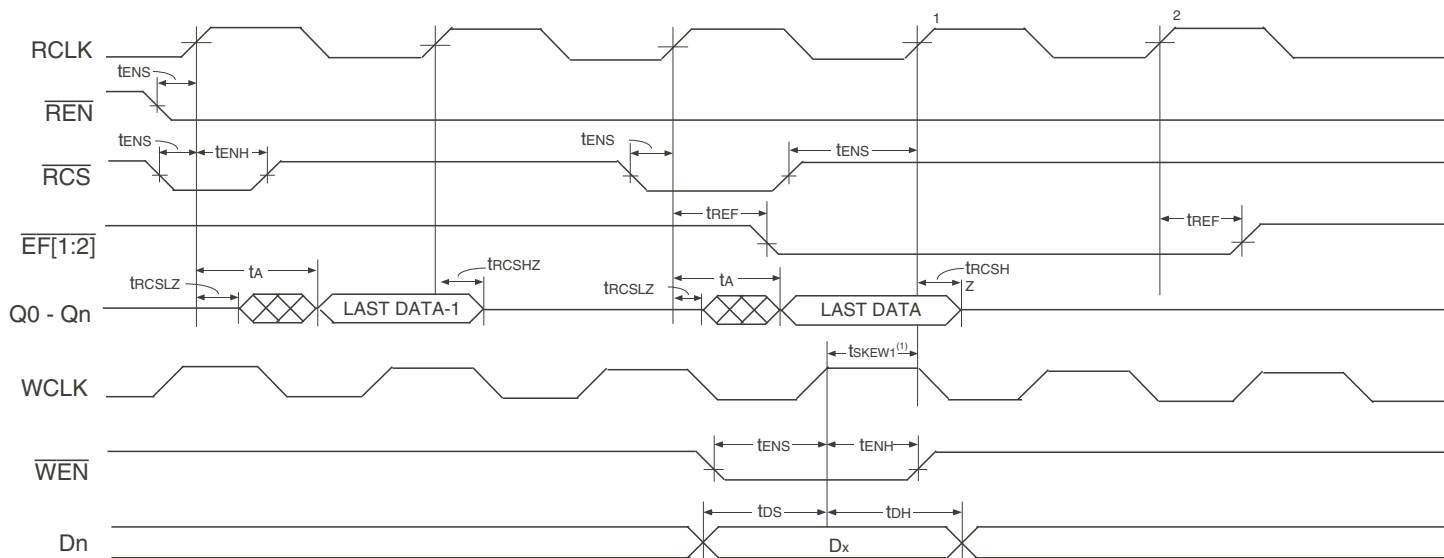 1
2
RCLK
tENS
REN
tENS
tENH
tENS
tENS
RCS
tREF
tREF
EF[1:2]
tA
tRCSHZ
tA
tRCSH
Z
tRCSLZ
tRCSLZ
Q0 - Qn
LAST DATA-1
LAST DATA
tSKEW1(1)
WCLK
tENS
tENH
WEN
tDS
tDH
Dn
Dx